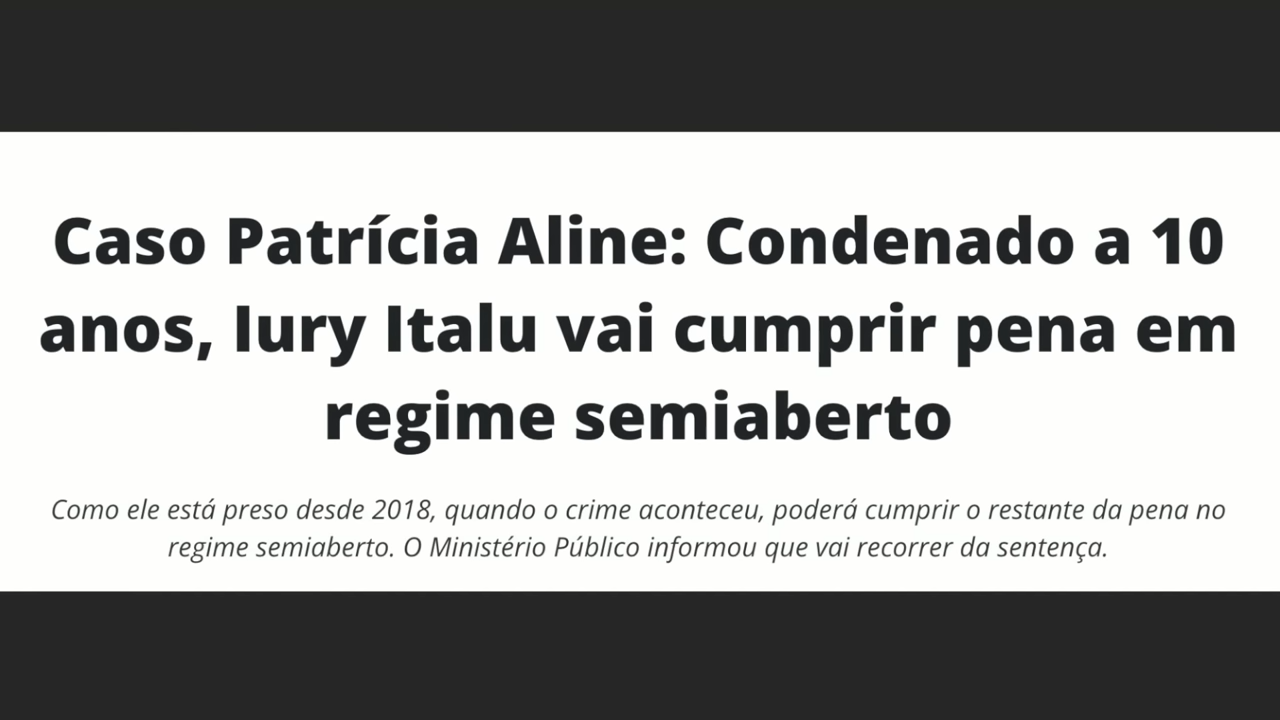 Caso Patrícia Aline: Condenado a 10
anos, Iury Italu vai cumprir pena em
regime semiaberto
Como ele está preso desde 2018, quando o crime aconteceu, poderá cumprir o restante da pena no
regime semiaberto. O Ministério Público informou que vai recorrer da sentença.